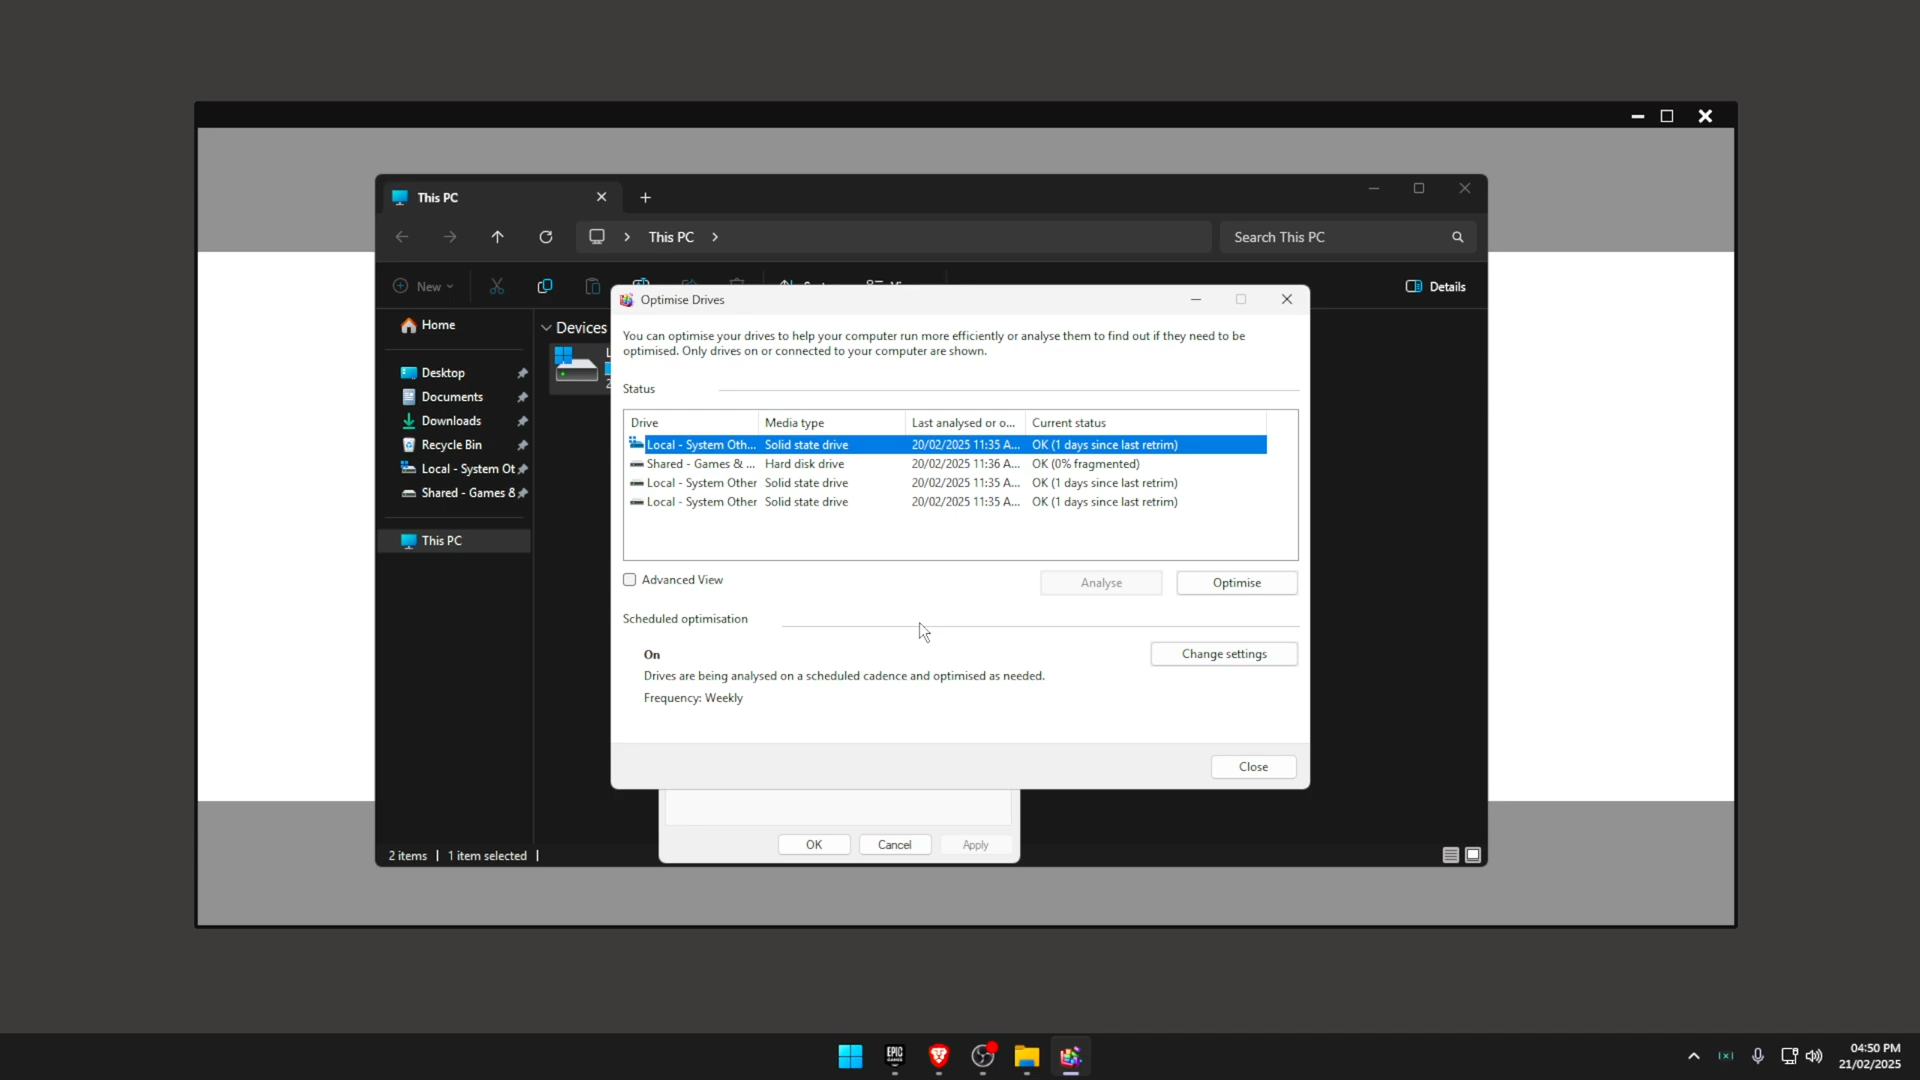 This PC
This PC
Search This PC
New
Details
Home
Desktop
Documents
Downloads
Recycle Bin
Local - System Ot
Shared - Games &
This PC
Devices
Optimise Drives
You can optimise your drives to help your computer run more efficiently or analyse them to find out if they need to be
optimised. Only drives on or connected to your computer are shown.
Status
Drive Media type Last analysed or o... Current status
Local - System Oth... Solid state drive 20/02/2025 11:35 A... OK (1 days since last retrim)
Shared - Games & ... Hard disk drive 20/02/2025 11:36 A... OK (0% fragmented)
Local - System Other Solid state drive 20/02/2025 11:35 A... OK (1 days since last retrim)
Local - System Other Solid state drive 20/02/2025 11:35 A... OK (1 days since last retrim)
Advanced View
Analyse
Optimise
Scheduled optimisation
On
Change settings
Drives are being analysed on a scheduled cadence and optimised as needed.
Frequency: Weekly
Close
OK
Cancel
Apply
2 items
1 item selected
EPIC
GAMES
04:50 PM
21/02/2025